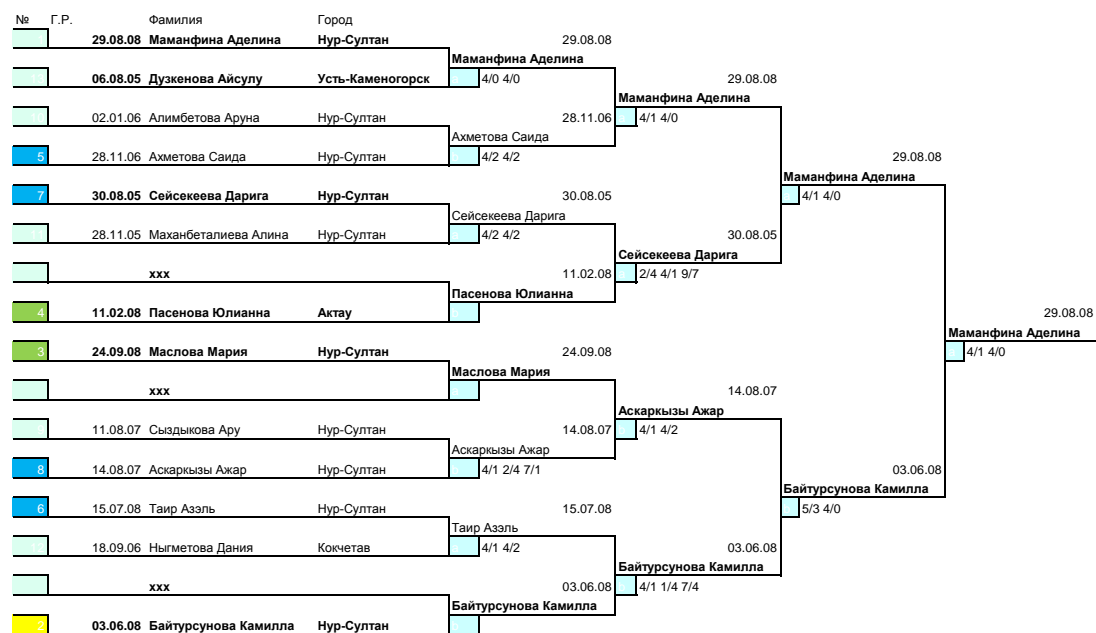 № Г.Р. Фамилия Город
29.08.08 Маманфина Аделина Нур-Султан 29.08.08
Маманфина Аделина
06.08.05 Дузкенова Айсулу Усть-Каменогорск 4/0 4/0 29.08.08
Маманфина Аделина
02.01.06 Алимбетова Аруна Нур-Султан 28.11.06 4/1 4/0
Ахметова Саида
5 28.11.06 Ахметова Саида Нур-Султан 4/2 4/2 29.08.08
Маманфина Аделина
7 30.08.05 Сейсекеева Дарига Нур-Султан 30.08.05 4/1 4/0
Сейсекеева Дарига
28.11.05 Маханбеталиева Алина Нур-Султан 4/2 4/2 30.08.05
Сейсекеева Дарига
xxx 11.02.08 2/4 4/1 9/7
Пасенова Юлианна
4 11.02.08 Пасенова Юлианна Актау 29.08.08
Маманфина Аделина
3 24.09.08 Маслова Мария Нур-Султан 24.09.08 4/1 4/0
Маслова Мария
xxx 14.08.07
Аскаркызы Ажар
11.08.07 Сыздыкова Ару Нур-Султан 14.08.07 4/1 4/2
Аскаркызы Ажар
8 14.08.07 Аскаркызы Ажар Нур-Султан 4/1 2/4 7/1 03.06.08
Байтурсунова Камилла
6 15.07.08 Таир Азэль Нур-Султан 15.07.08 5/3 4/0
Таир Азэль
18.09.06 Ныгметова Дания Кокчетав 4/1 4/2 03.06.08
Байтурсунова Камилла
xxx 03.06.08 4/1 1/4 7/4
Байтурсунова Камилла
2 03.06.08 Байтурсунова Камилла Нур-Султан